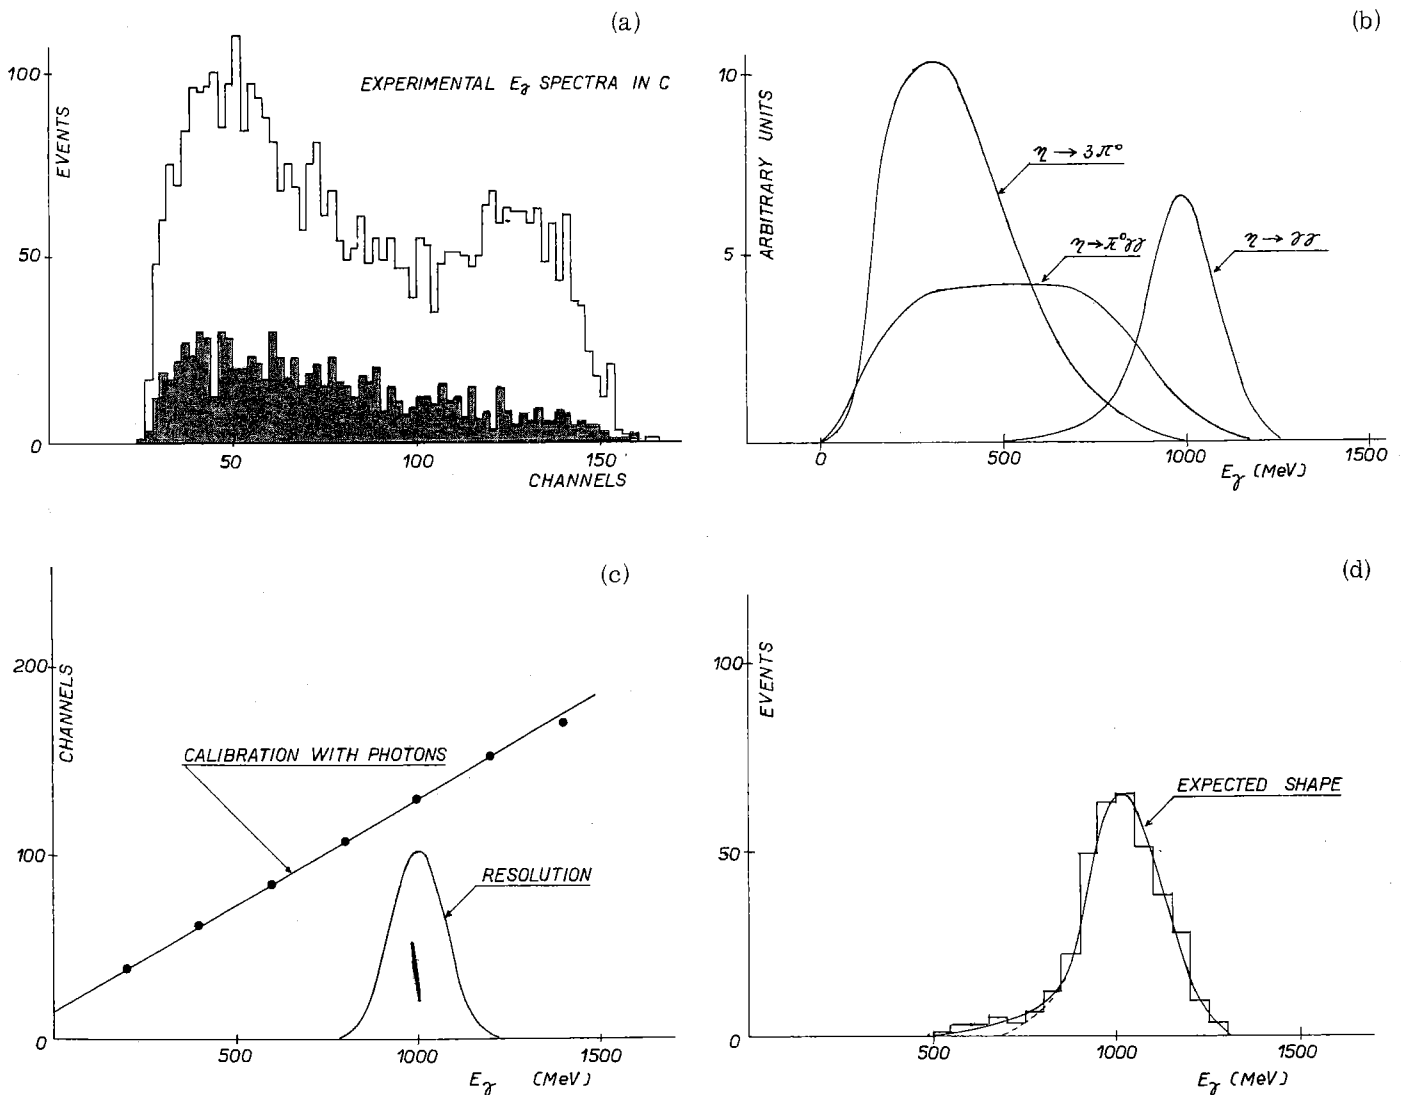 (a)
100
50
0
EVENTS
EXPERIMENTAL Eγ SPECTRA IN C
50
100
150
CHANNELS
(b)
10
5
ARBITRARY UNITS
η → 3π°
η → π°γγ
η → γγ
0
500
1000
1500
Eγ (MeV)
(c)
200
100
0
CHANNELS
CALIBRATION WITH PHOTONS
RESOLUTION
500
1000
1500
Eγ (MeV)
(d)
100
50
0
EVENTS
EXPECTED SHAPE
500
1000
1500
Eγ (MeV)